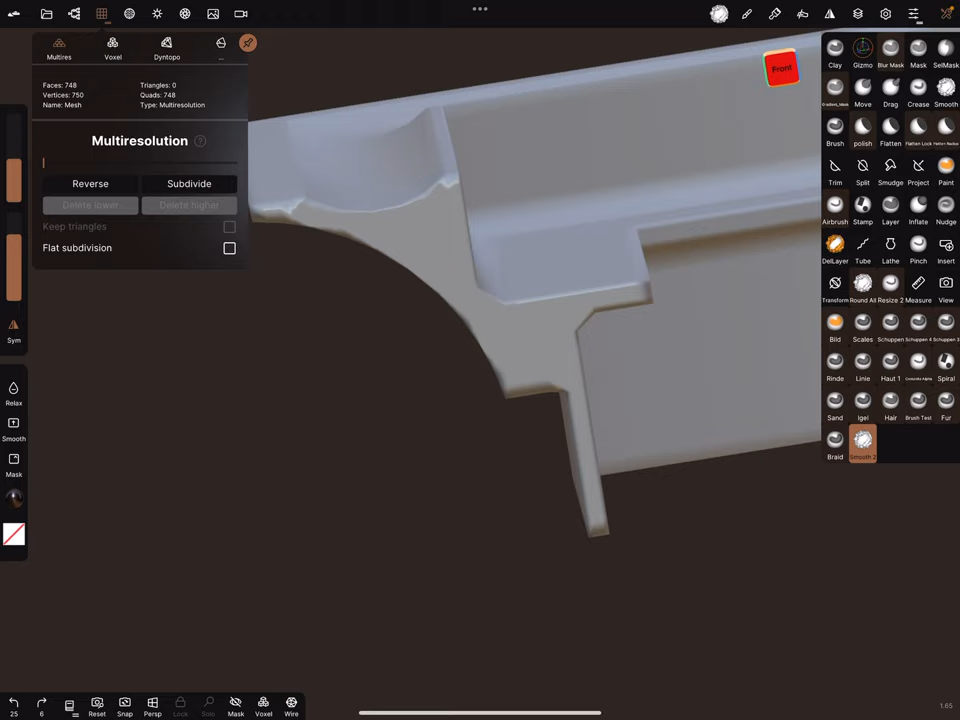 Multires Voxel Dyntopo ...
Faces: 748 Triangles: 0
Vertices: 750 Quads: 748
Name: Mesh Type: Multiresolution
Multiresolution ?
Reverse Subdivide
Delete lower Delete higher
Keep triangles
Flat subdivision
Sym
Relax
Smooth
Mask
Front
Clay Gizmo Blur Mask Mask SelMask
Gradient_Mask Move Drag Crease Smooth
Brush polish Flatten Flatten Lock Flatten Radius
Trim Split Smudge Project Paint
Airbrush Stamp Layer Inflate Nudge
DelLayer Tube Lathe Pinch Insert
Transform Round All Resize 2 Measure View
Bild Scales Schuppen Schuppen 4 Schuppen 3
Rinde Linie Haut 1 Spiral
Sand Igel Hair Brush Test Fur
Braid Smooth 2
25 6 Reset Snap Persp Lock Solo Mask Voxel Wire
1.65